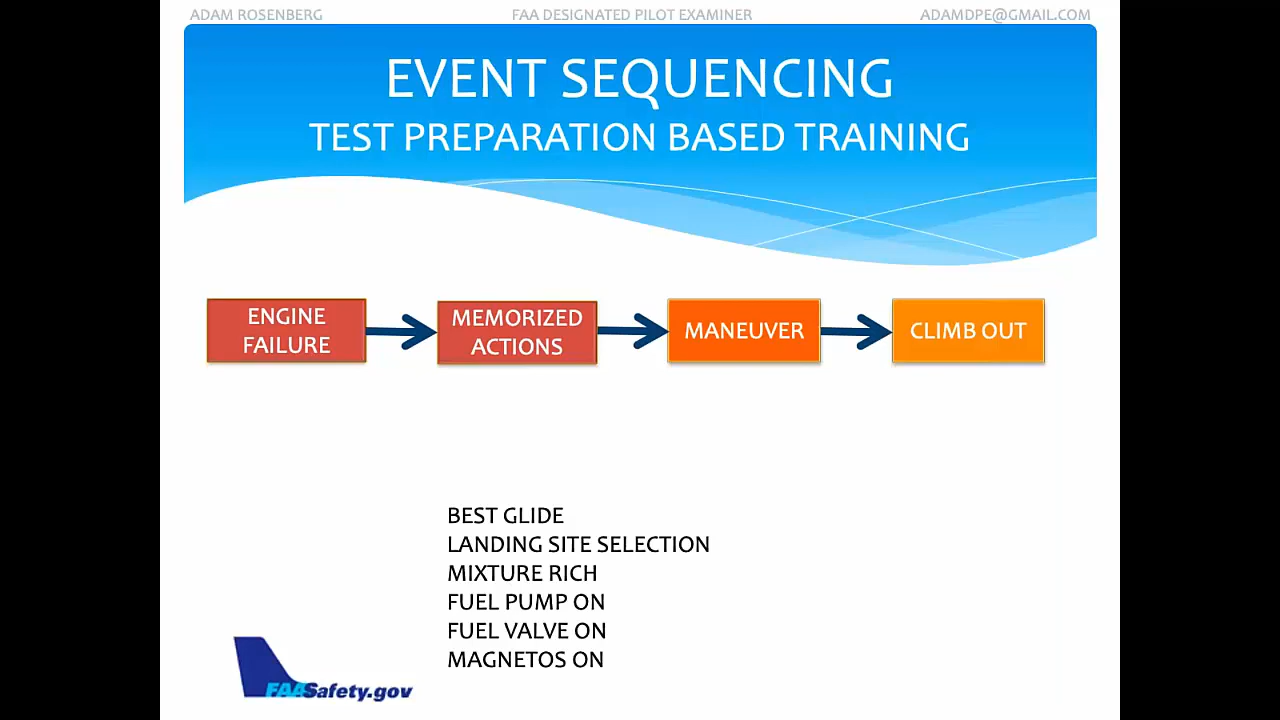 ADAM ROSENBERG FAA DESIGNATED PILOT EXAMINER ADAMDPE@GMAIL.COM
EVENT SEQUENCING
TEST PREPARATION BASED TRAINING
ENGINE
FAILURE
MEMORIZED
ACTIONS
MANEUVER
CLIMB OUT
BEST GLIDE
LANDING SITE SELECTION
MIXTURE RICH
FUEL PUMP ON
FUEL VALVE ON
MAGNETOS ON
FAASafety.gov